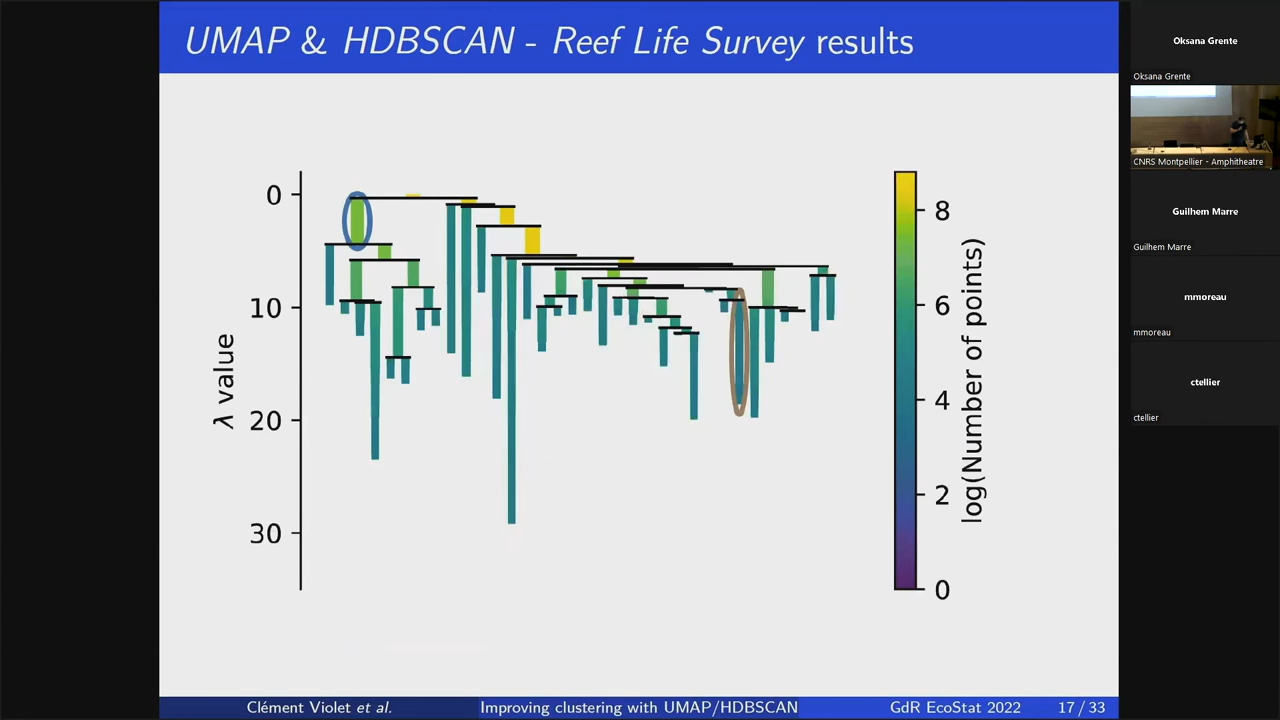 UMAP & HDBSCAN - Reef Life Survey results
0
10
20
30
λ value
8
6
4
2
0
log(Number of points)
Clément Violet et al.
Improving clustering with UMAP/HDBSCAN
GdR EcoStat 2022
17 / 33
Oksana Grente
Oksana Grente
CNRS Montpellier - Amphitheatre
Guilhem Marre
Guilhem Marre
mmoreau
mmoreau
ctellier
ctellier